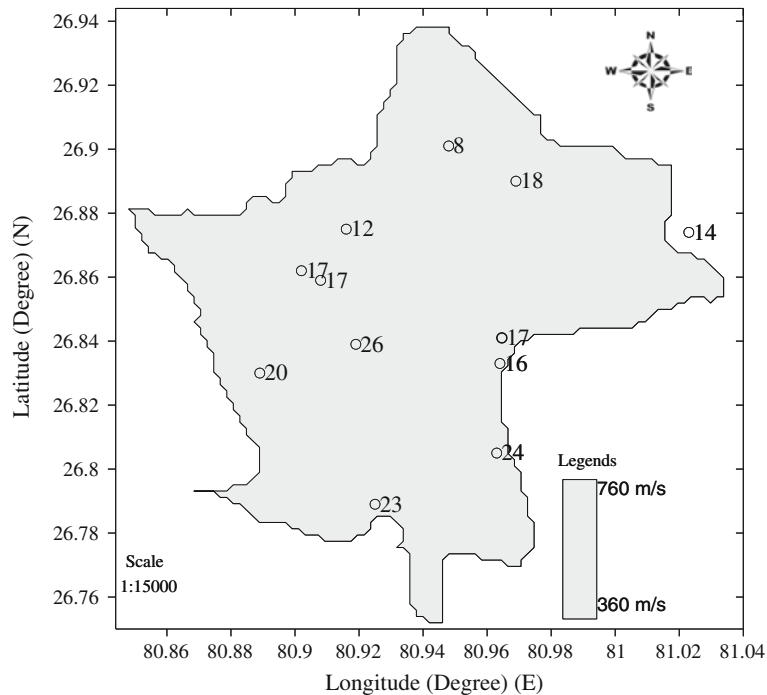 26.94
26.92
26.9
26.88
26.86
26.84
26.82
26.8
26.78
26.76
Latitude (Degree) (N)
N
W E
S
8
18
12
14
17
17
17
26
16
20
24
23
Legends
760 m/s
360 m/s
Scale
1:15000
80.86 80.88 80.9 80.92 80.94 80.96 80.98 81 81.02 81.04
Longitude (Degree) (E)